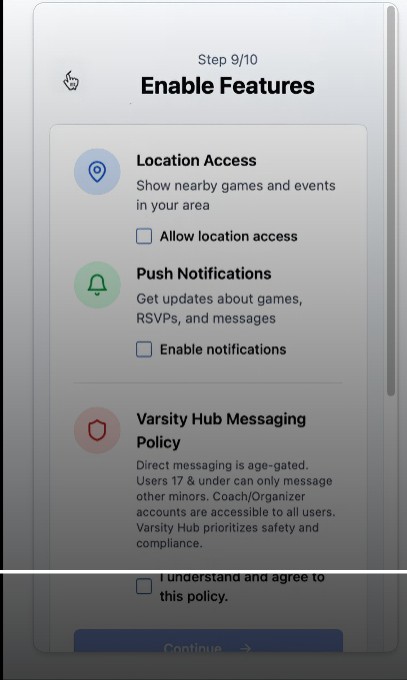 Step 9/10
Enable Features
Location Access
Show nearby games and events
in your area
Allow location access
Push Notifications
Get updates about games,
RSVPs, and messages
Enable notifications
Varsity Hub Messaging
Policy
Direct messaging is age-gated.
Users 17 & under can only message
other minors. Coach/Organizer
accounts are accessible to all users.
Varsity Hub prioritizes safety and
compliance.
I understand and agree to
this policy.
Continue →